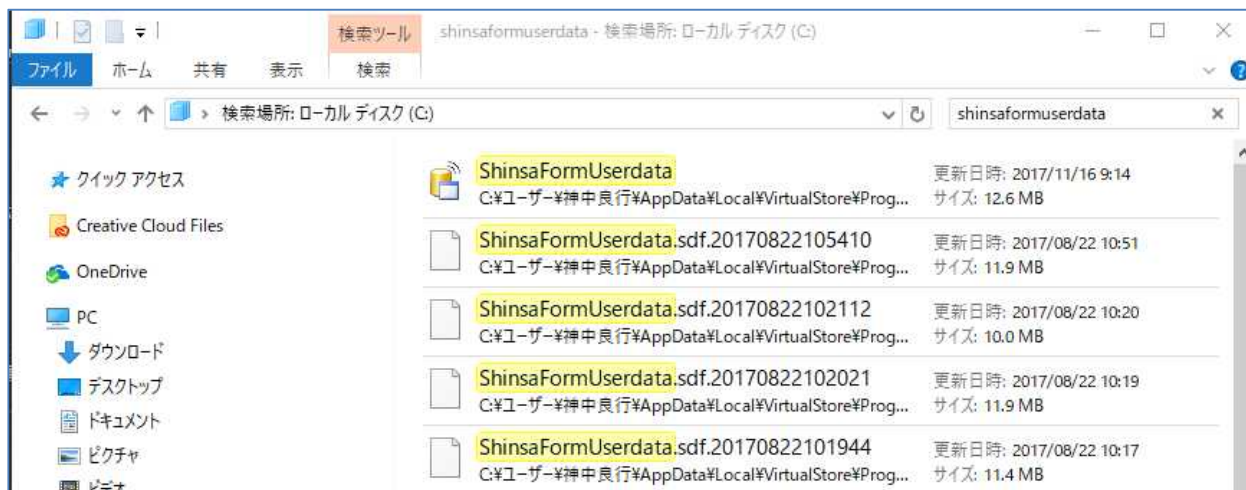 検索ツール
shinsaformuserdata - 検索場所: ローカル ディスク (C:)
ファイル ホーム 共有 表示 検索
検索場所: ローカル ディスク (C:)
shinsaformuserdata
クイック アクセス
Creative Cloud Files
OneDrive
PC
ダウンロード
デスクトップ
ドキュメント
ピクチャ
ビデオ
ShinsaFormUserdata
更新日時: 2017/11/16 9:14
C:¥ユーザー¥神中良行¥AppData¥Local¥VirtualStore¥Prog...
サイズ: 12.6 MB
ShinsaFormUserdata.sdf.20170822105410
更新日時: 2017/08/22 10:51
C:¥ユーザー¥神中良行¥AppData¥Local¥VirtualStore¥Prog...
サイズ: 11.9 MB
ShinsaFormUserdata.sdf.20170822102112
更新日時: 2017/08/22 10:20
C:¥ユーザー¥神中良行¥AppData¥Local¥VirtualStore¥Prog...
サイズ: 10.0 MB
ShinsaFormUserdata.sdf.20170822102021
更新日時: 2017/08/22 10:19
C:¥ユーザー¥神中良行¥AppData¥Local¥VirtualStore¥Prog...
サイズ: 11.9 MB
ShinsaFormUserdata.sdf.20170822101944
更新日時: 2017/08/22 10:17
C:¥ユーザー¥神中良行¥AppData¥Local¥VirtualStore¥Prog...
サイズ: 11.4 MB